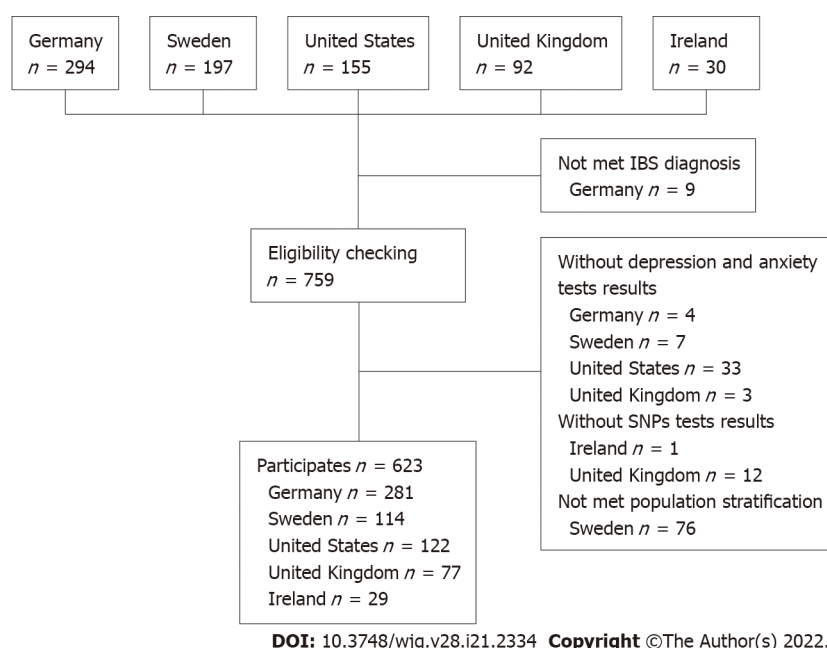 Germany
n = 294
Sweden
n = 197
United States
n = 155
United Kingdom
n = 92
Ireland
n = 30
Not met IBS diagnosis
Germany n = 9
Eligibility checking
n = 759
Without depression and anxiety
tests results
Germany n = 4
Sweden n = 7
United States n = 33
United Kingdom n = 3
Without SNPs tests results
Ireland n = 1
United Kingdom n = 12
Not met population stratification
Sweden n = 76
Participates n = 623
Germany n = 281
Sweden n = 114
United States n = 122
United Kingdom n = 77
Ireland n = 29
DOI: 10.3748/wjg.v28.i21.2334 Copyright ©The Author(s) 2022.